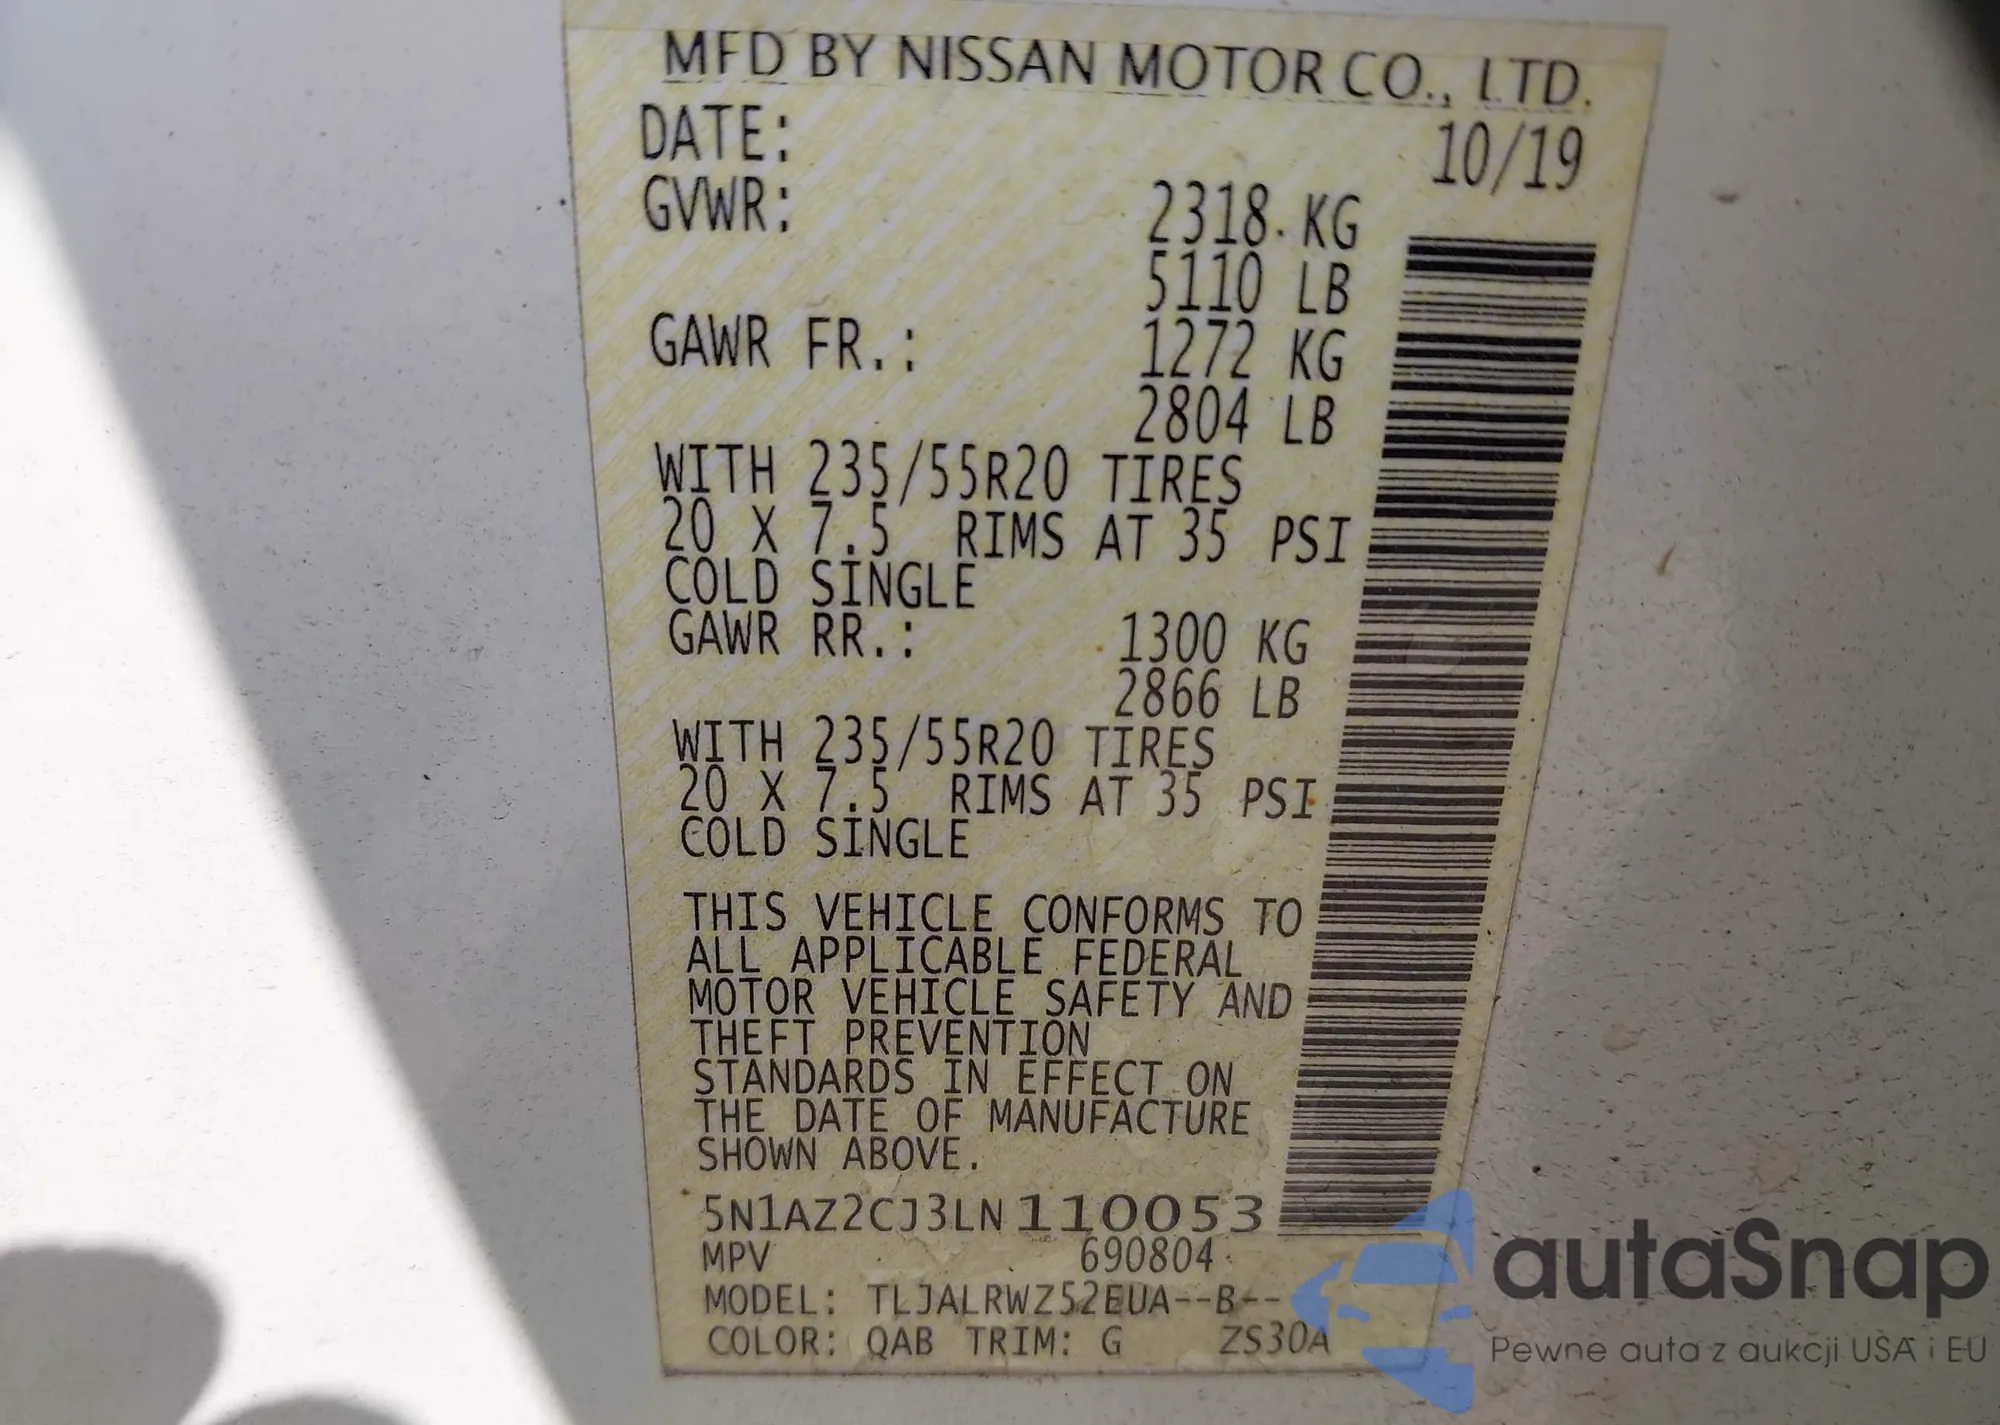 MFD BY NISSAN MOTOR CO., LTD.
DATE: 10/19
GVWR: 2318 KG
5110 LB
GAWR FR.: 1272 KG
2804 LB
WITH 235/55R20 TIRES
20 X 7.5 RIMS AT 35 PSI
COLD SINGLE
GAWR RR.: 1300 KG
2866 LB
WITH 235/55R20 TIRES
20 X 7.5 RIMS AT 35 PSI
COLD SINGLE
THIS VEHICLE CONFORMS TO
ALL APPLICABLE FEDERAL
MOTOR VEHICLE SAFETY AND
THEFT PREVENTION
STANDARDS IN EFFECT ON
THE DATE OF MANUFACTURE
SHOWN ABOVE.
5N1AZ2CJ3LN110053
MPV 690804
MODEL: TLJALRWZ52EUA--B--
COLOR: QAB TRIM: G ZS30A
autaSnap
Pewne auta z aukcji USA i EU